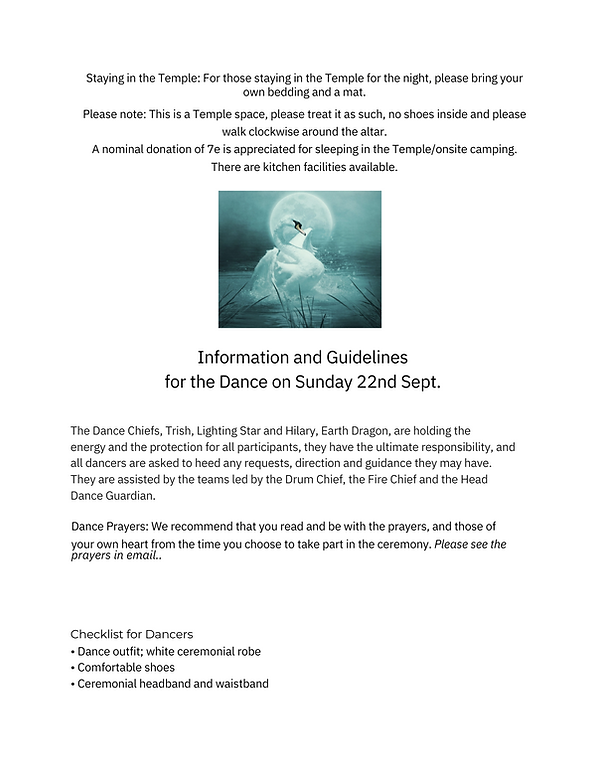 Staying in the Temple: For those staying in the Temple for the night, please bring your
own bedding and a mat.
Please note: This is a Temple space, please treat it as such, no shoes inside and please
walk clockwise around the altar.
A nominal donation of 7e is appreciated for sleeping in the Temple/onsite camping.
There are kitchen facilities available.
Information and Guidelines
for the Dance on Sunday 22nd Sept.
The Dance Chiefs, Trish, Lighting Star and Hilary, Earth Dragon, are holding the
energy and the protection for all participants, they have the ultimate responsibility, and
all dancers are asked to heed any requests, direction and guidance they may have.
They are assisted by the teams led by the Drum Chief, the Fire Chief and the Head
Dance Guardian.
Dance Prayers: We recommend that you read and be with the prayers, and those of
your own heart from the time you choose to take part in the ceremony. Please see the
prayers in email..
Checklist for Dancers
• Dance outfit; white ceremonial robe
• Comfortable shoes
• Ceremonial headband and waistband